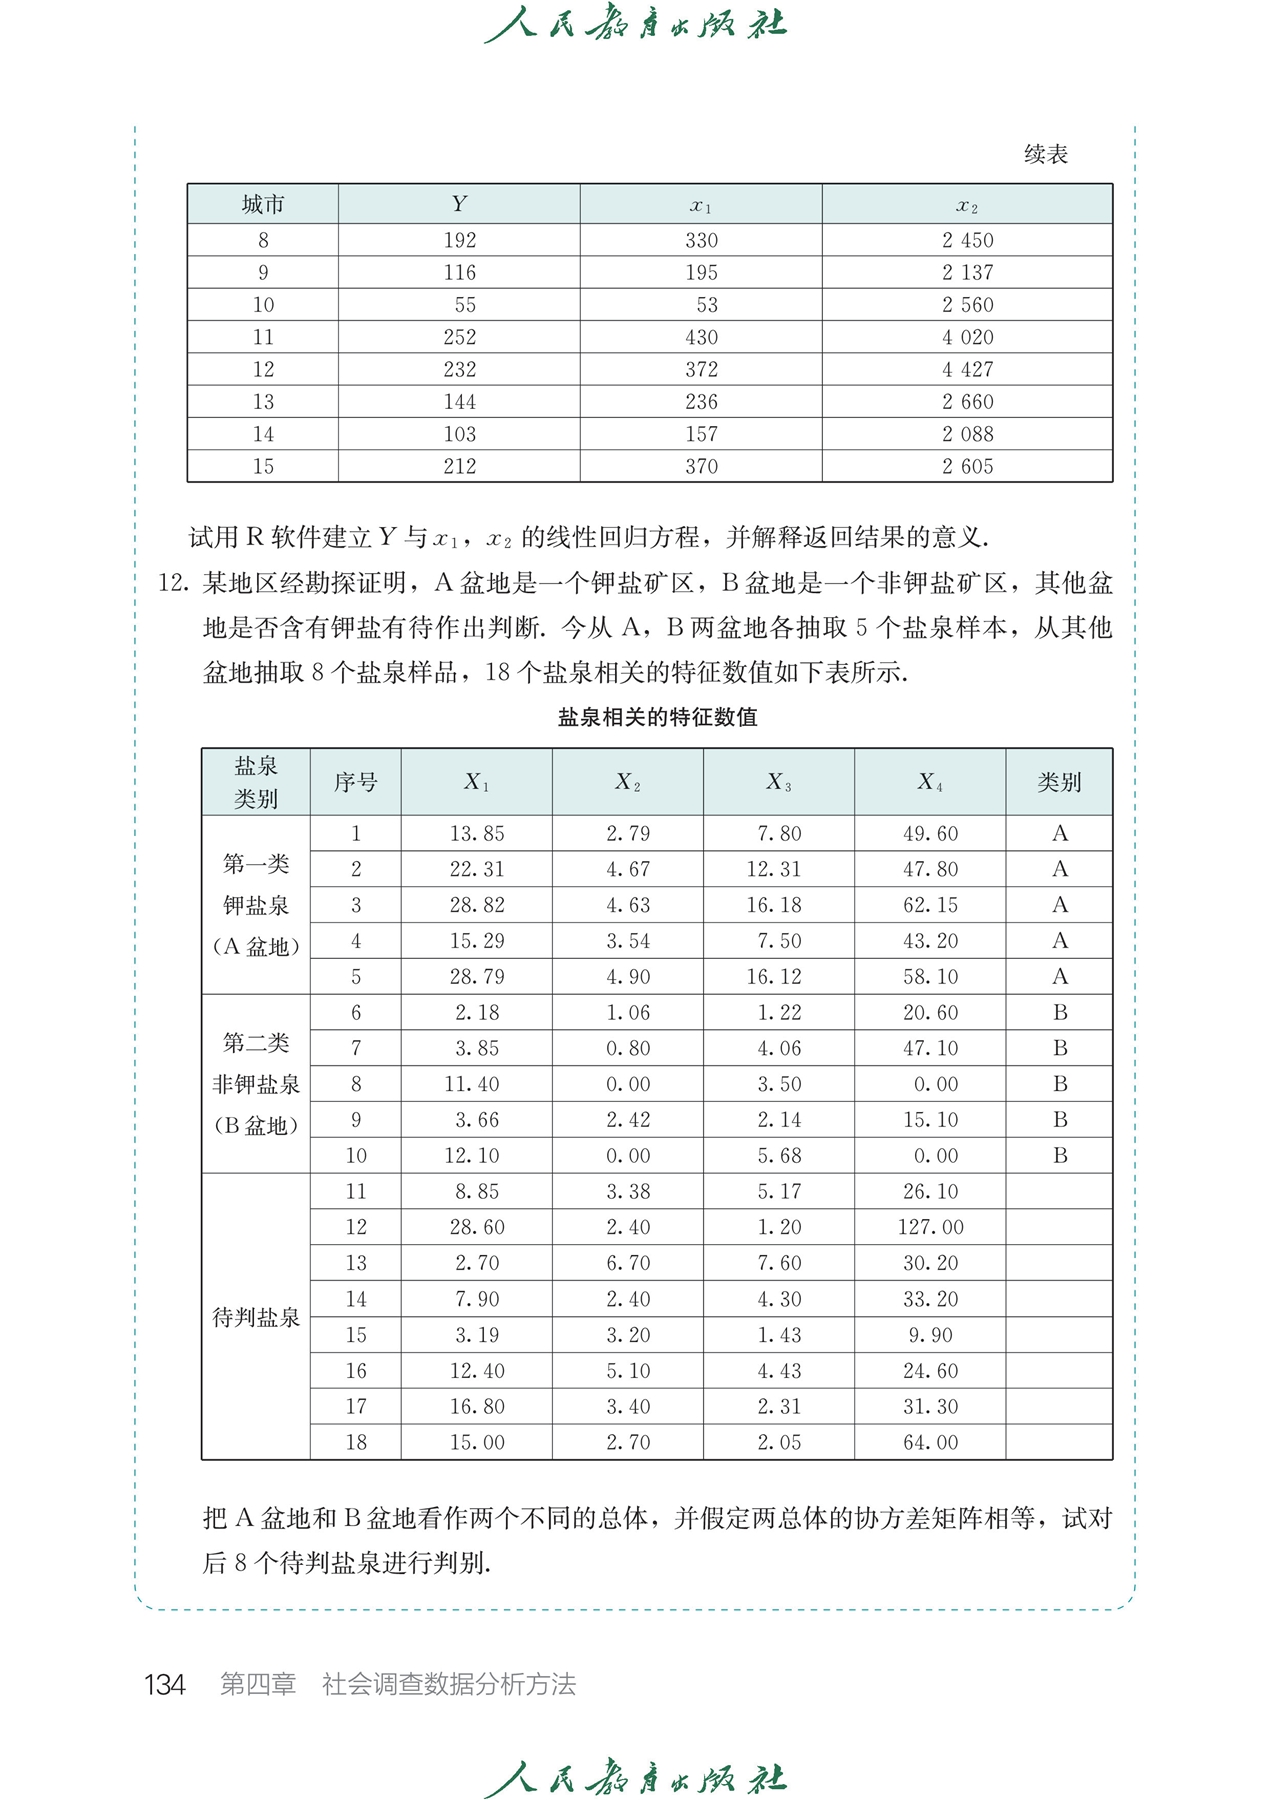 人民教育出版社
续表
城市 Y x₁ x₂
8 192 330 2 450
9 116 195 2 137
10 55 53 2 560
11 252 430 4 020
12 232 372 4 427
13 144 236 2 660
14 103 157 2 088
15 212 370 2 605
试用 R 软件建立 Y 与 x₁，x₂ 的线性回归方程，并解释返回结果的意义.
12. 某地区经勘探证明，A 盆地是一个钾盐矿区，B 盆地是一个非钾盐矿区，其他盆
地是否含有钾盐有待作出判断. 今从 A，B 两盆地各抽取 5 个盐泉样本，从其他
盆地抽取 8 个盐泉样品，18 个盐泉相关的特征数值如下表所示.
盐泉相关的特征数值
盐泉
类别 序号 X₁ X₂ X₃ X₄ 类别
第一类
钾盐泉
（A 盆地）
1 13.85 2.79 7.80 49.60 A
2 22.31 4.67 12.31 47.80 A
3 28.82 4.63 16.18 62.15 A
4 15.29 3.54 7.50 43.20 A
5 28.79 4.90 16.12 58.10 A
第二类
非钾盐泉
（B 盆地）
6 2.18 1.06 1.22 20.60 B
7 3.85 0.80 4.06 47.10 B
8 11.40 0.00 3.50 0.00 B
9 3.66 2.42 2.14 15.10 B
10 12.10 0.00 5.68 0.00 B
待判盐泉
11 8.85 3.38 5.17 26.10
12 28.60 2.40 1.20 127.00
13 2.70 6.70 7.60 30.20
14 7.90 2.40 4.30 33.20
15 3.19 3.20 1.43 9.90
16 12.40 5.10 4.43 24.60
17 16.80 3.40 2.31 31.30
18 15.00 2.70 2.05 64.00
把 A 盆地和 B 盆地看作两个不同的总体，并假定两总体的协方差矩阵相等，试对
后 8 个待判盐泉进行判别.
134 第四章 社会调查数据分析方法
人民教育出版社